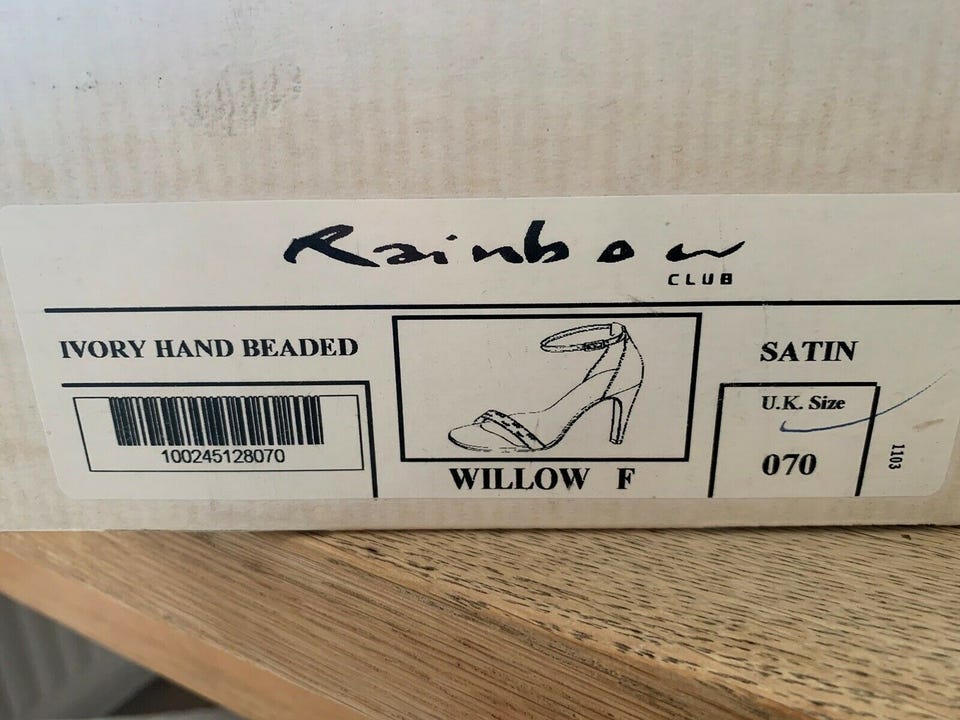 Rainbow
CLUB
IVORY HAND BEADED
SATIN
100245128070
WILLOW F
U.K. Size
070
1103